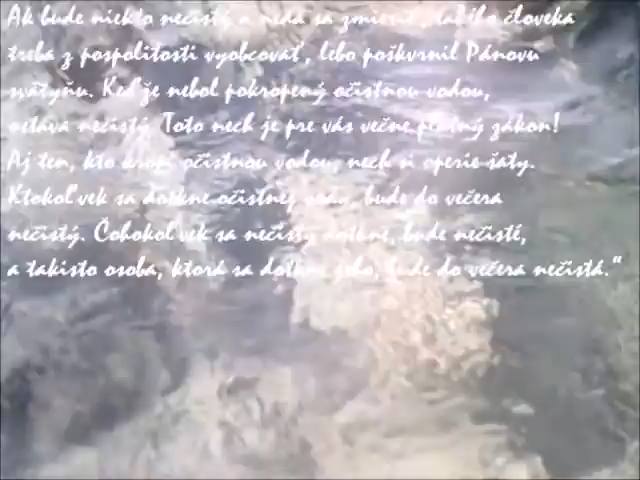 Ak bude niekto nečistý a nedá sa zmieriť, takého človeka
treba z pospolitosti vyobcovať, lebo poškvrnil Pánovu
svätyňu. Keďže nebol pokropený očistnou vodou,
ostáva nečistý. Toto nech je pre vás večne platný zákon!
Aj ten, kto kropí očistnou vodou, nech si operie šaty.
Ktokoľvek sa dotkne očistnej vody, bude do večera
nečistý. Čohokoľvek sa nečistý dotkne, bude nečisté,
a takisto osoba, ktorá sa dotkne jeho, bude do večera nečistá.“